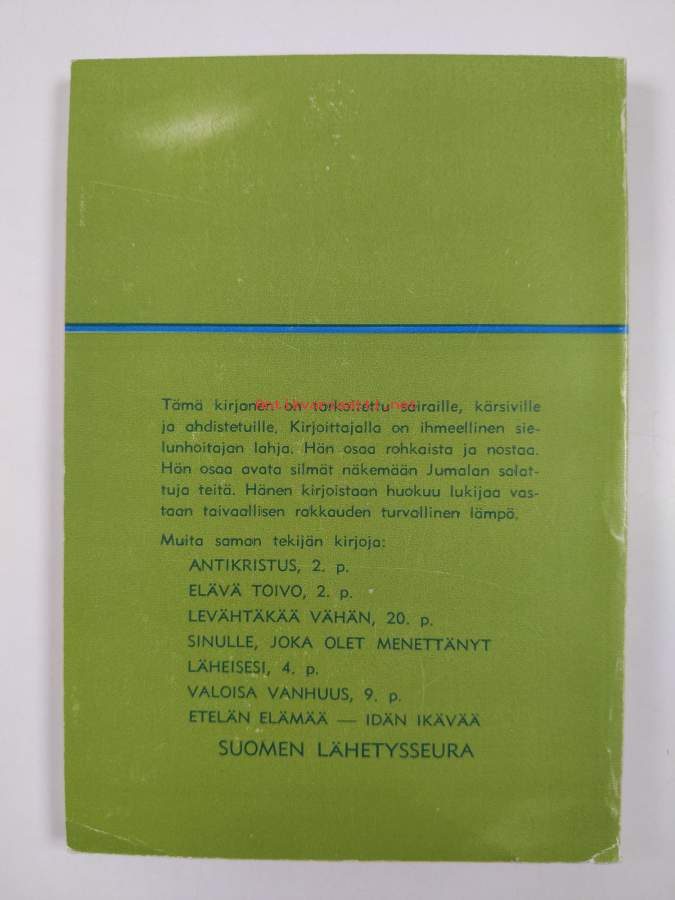 Tämä kirjanen on tarkoitettu sairaille, kärsiville
Antikvariaatti.net
ja ahdistetuille. Kirjoittajalla on ihmeellinen sie-
lunhoitajan lahja. Hän osaa rohkaista ja nostaa.
Hän osaa avata silmät näkemään Jumalan salat-
tuja teitä. Hänen kirjoistaan huokuu lukijaa vas-
taan taivaallisen rakkauden turvallinen lämpö.
Muita saman tekijän kirjoja:
ANTIKRISTUS, 2. p.
ELÄVÄ TOIVO, 2. p.
LEVÄHTÄKÄÄ VÄHÄN, 20. p.
SINULLE, JOKA OLET MENETTÄNYT
LÄHEISESI, 4. p.
VALOISA VANHUUS, 9. p.
ETELÄN ELÄMÄÄ — IDÄN IKÄVÄÄ
SUOMEN LÄHETYSSEURA